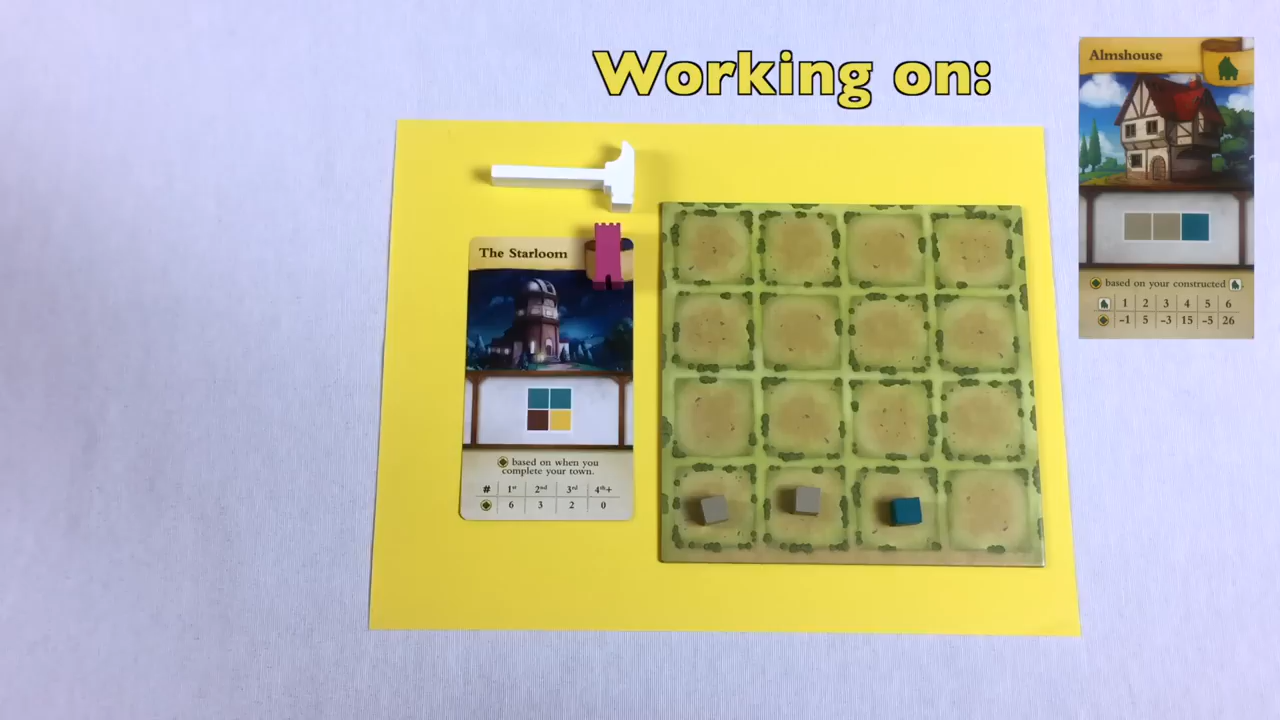 Working on:
Almshouse
based on your constructed
1 2 3 4 5 6
-1 5 -3 15 -5 26
The Starloom
based on when you
complete your town.
# 1st 2nd 3rd 4th+
6 3 2 0